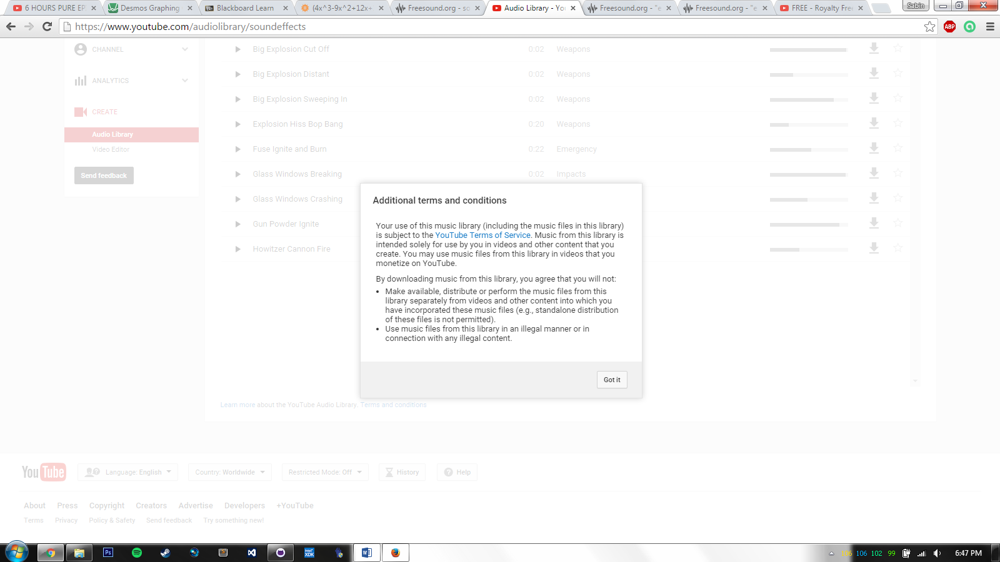 6 HOURS PURE EP
Desmos Graphing
Blackboard Learn
(4x^3-9x^2+12x+
Freesound.org - so
Audio Library - Yo
Freesound.org - "e
Freesound.org - "e
FREE - Royalty Fre
Sabin
https://www.youtube.com/audiolibrary/soundeffects
ABP
CHANNEL
ANALYTICS
CREATE
Audio Library
Video Editor
Send feedback
Big Explosion Cut Off 0:02 Weapons
Big Explosion Distant 0:02 Weapons
Big Explosion Sweeping In 0:02 Weapons
Explosion Hiss Bop Bang 0:20 Weapons
Fuse Ignite and Burn 0:22 Emergency
Glass Windows Breaking 0:02 Impacts
Glass Windows Crashing
Gun Powder Ignite
Howitzer Cannon Fire
Additional terms and conditions
Your use of this music library (including the music files in this library)
is subject to the YouTube Terms of Service. Music from this library is
intended solely for use by you in videos and other content that you
create. You may use music files from this library in videos that you
monetize on YouTube.
By downloading music from this library, you agree that you will not:
• Make available, distribute or perform the music files from this
library separately from videos and other content into which you
have incorporated these music files (e.g., standalone distribution
of these files is not permitted).
• Use music files from this library in an illegal manner or in
connection with any illegal content.
Got it
Learn more about the YouTube Audio Library. Terms and conditions
YouTube
Language: English
Country: Worldwide
Restricted Mode: Off
History
Help
About Press Copyright Creators Advertise Developers +YouTube
Terms Privacy Policy & Safety Send feedback Try something new!
Ps
XDK
106 106 102 99
6:47 PM